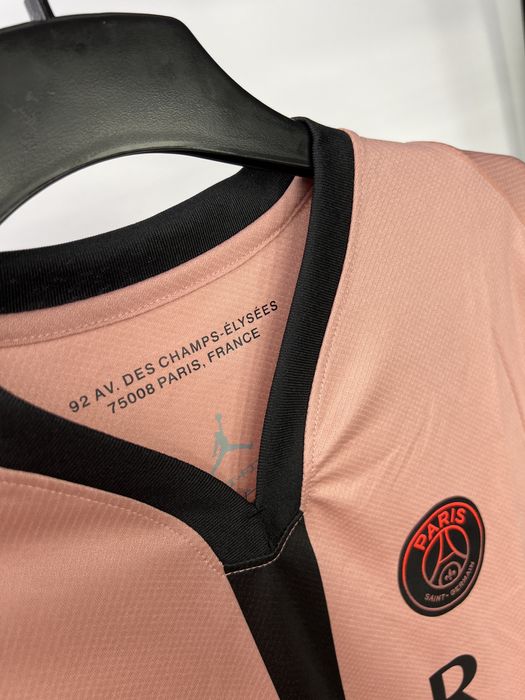 92 AV. DES CHAMPS-ÉLYSÉES
75008 PARIS, FRANCE
PARIS
SAINT-GERMAIN
R